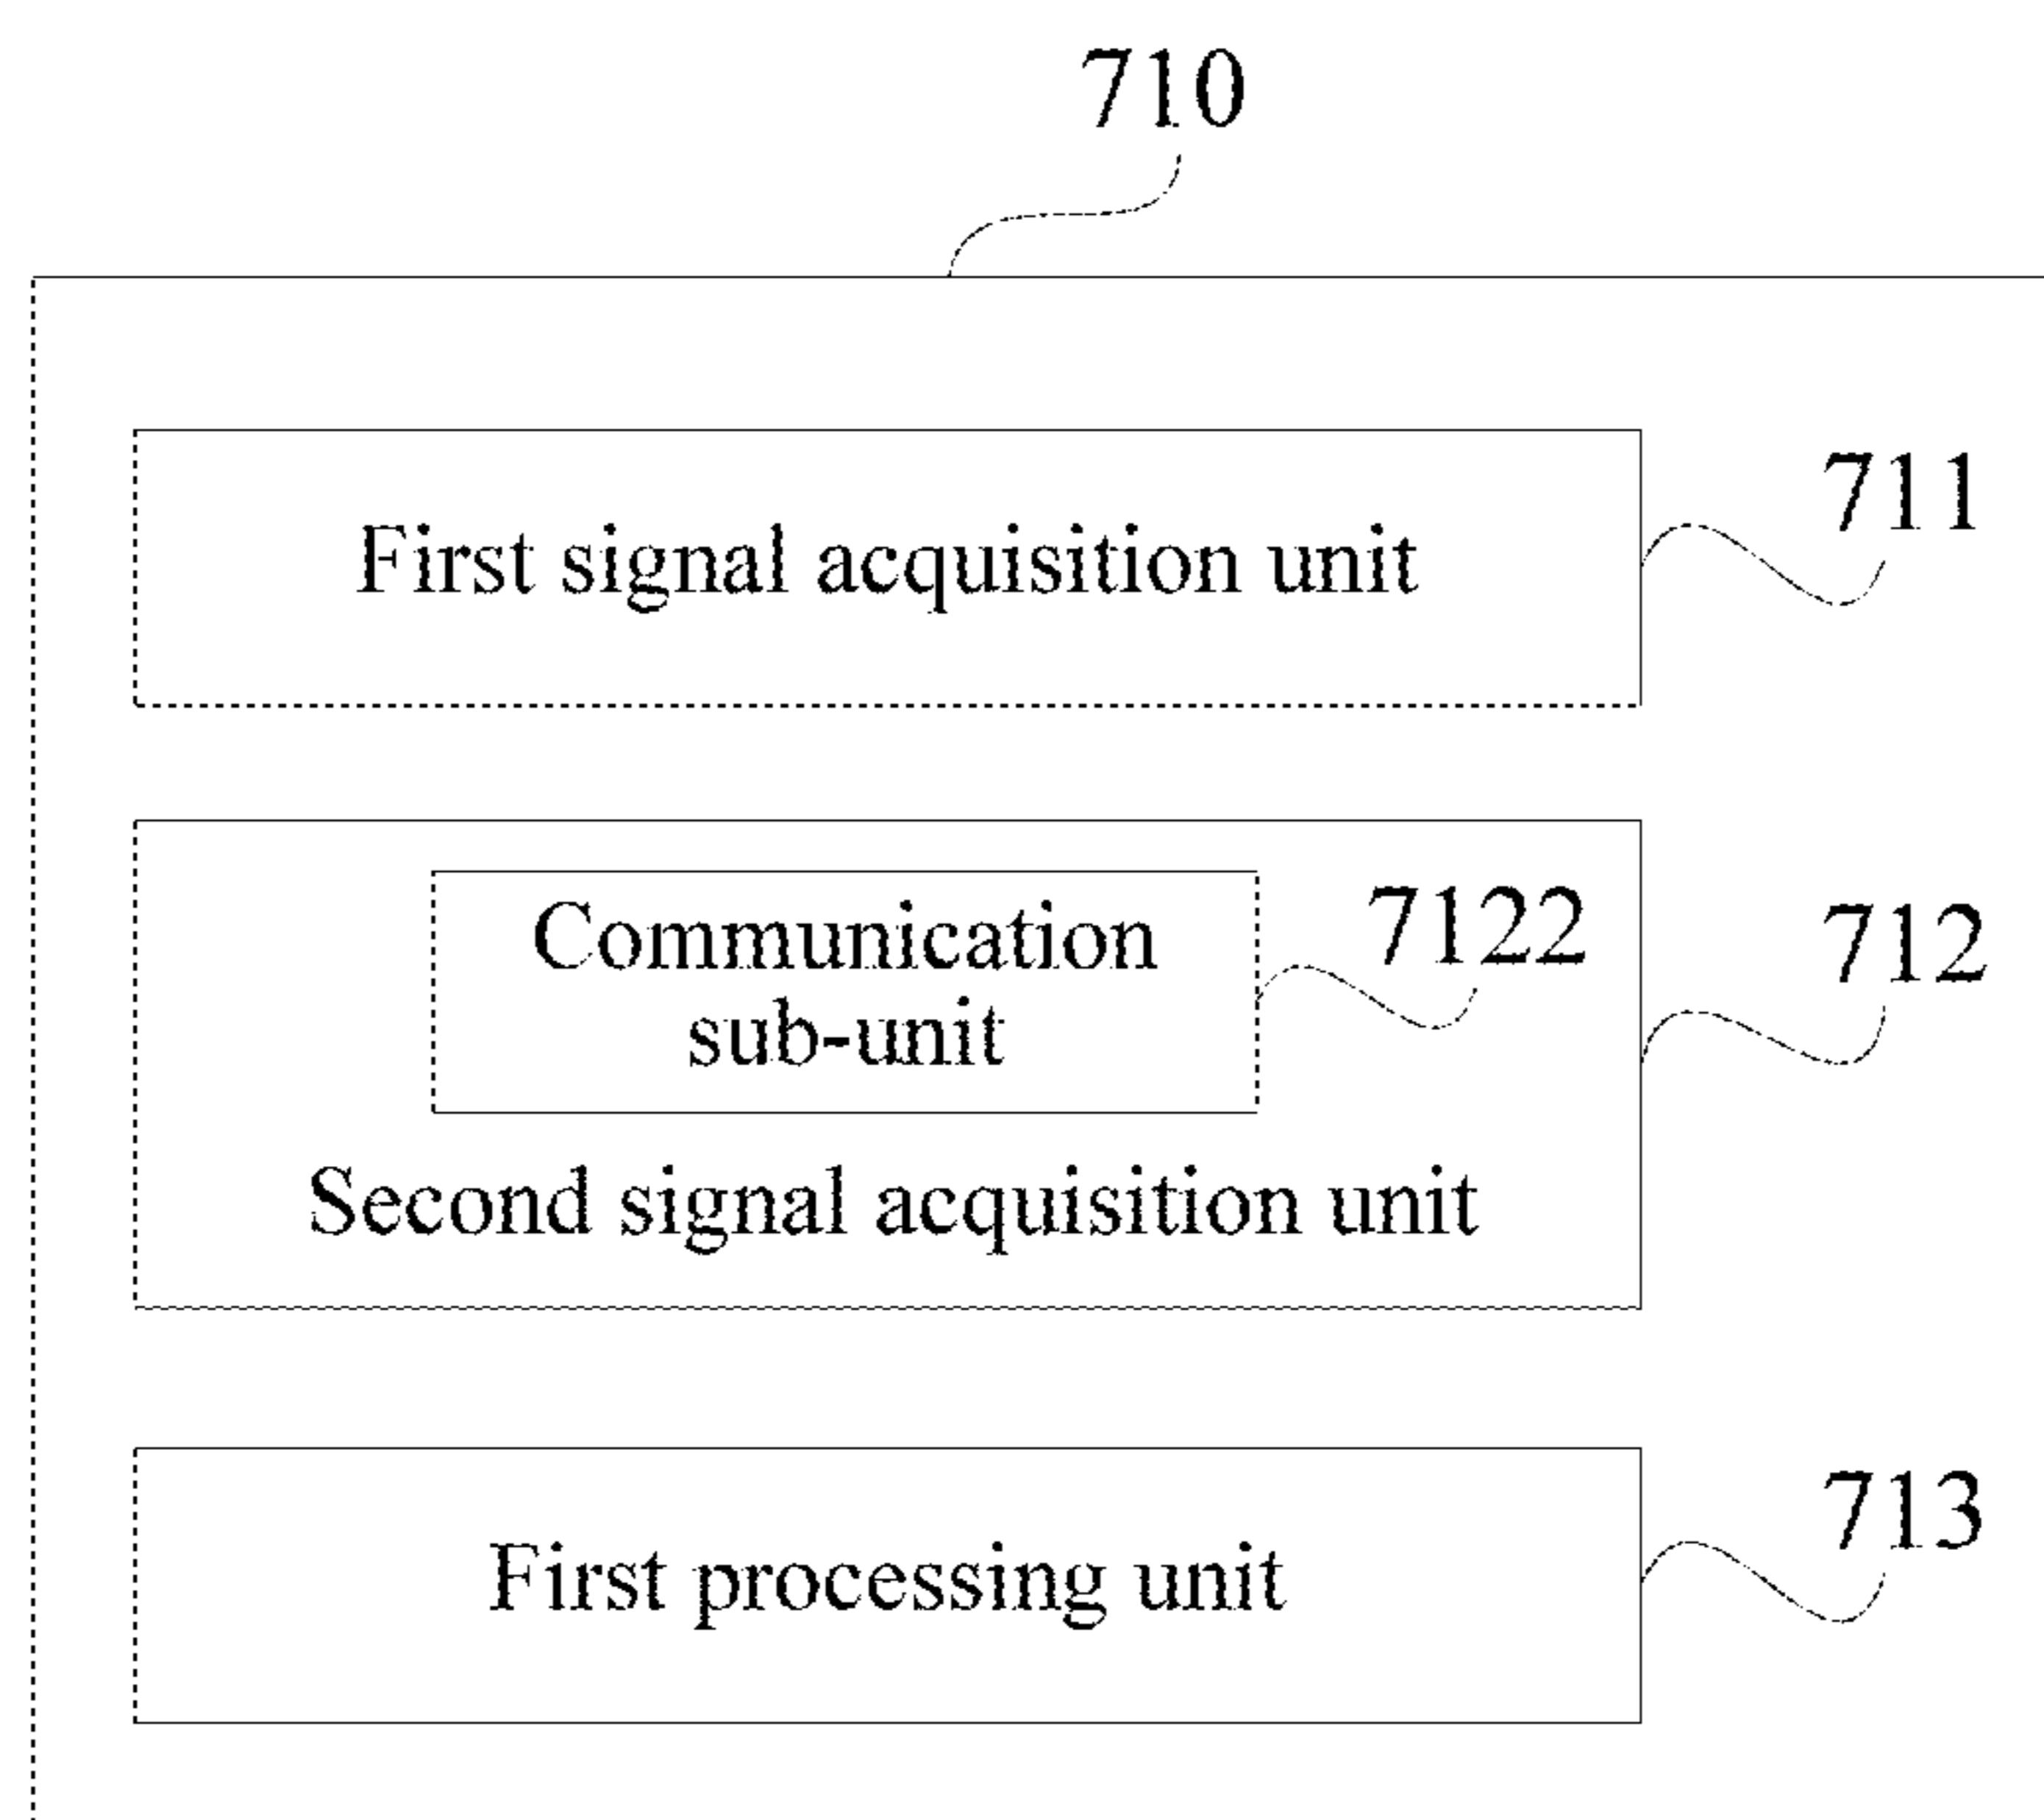 710
First signal acquisition unit
711
Communication
sub-unit
7122
712
Second signal acquisition unit
First processing unit
713